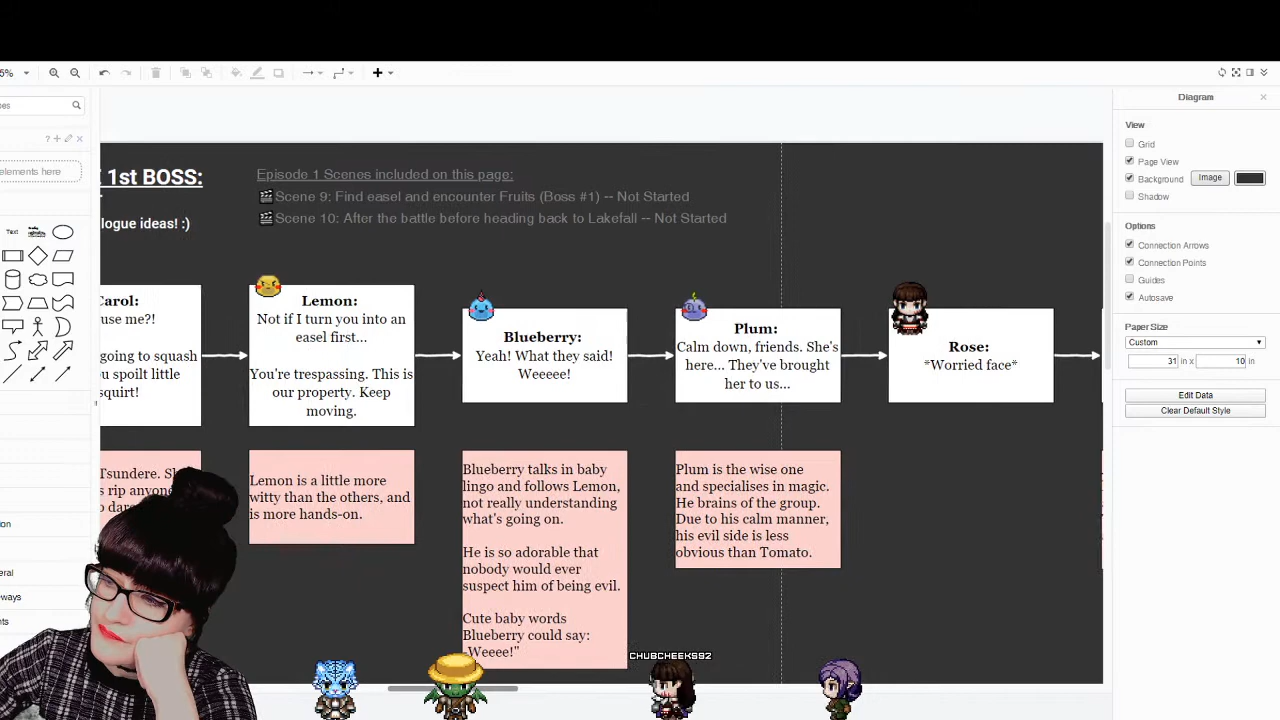 5%
Diagram
View
Grid
Page View
Background
Image
Shadow
Options
Connection Arrows
Connection Points
Guides
Autosave
Paper Size
Custom
31 in x 10 in
Edit Data
Clear Default Style
elements here
Text
1st BOSS:
logue ideas! :)
Episode 1 Scenes included on this page:
Scene 9: Find easel and encounter Fruits (Boss #1) -- Not Started
Scene 10: After the battle before heading back to Lakefall -- Not Started
Carol:
use me?!
going to squash
u spoilt little
squirt!
Lemon:
Not if I turn you into an
easel first...
You're trespassing. This is
our property. Keep
moving.
Blueberry:
Yeah! What they said!
Weeeee!
Plum:
Calm down, friends. She's
here... They've brought
her to us...
Rose:
*Worried face*
Tsundere. S
s rip anyon
o dar
Lemon is a little more
witty than the others, and
is more hands-on.
Blueberry talks in baby
lingo and follows Lemon,
not really understanding
what's going on.
He is so adorable that
nobody would ever
suspect him of being evil.
Cute baby words
Blueberry could say:
-Weeee!"
Plum is the wise one
and specialises in magic.
He brains of the group.
Due to his calm manner,
his evil side is less
obvious than Tomato.
CHUBCHEEKS92